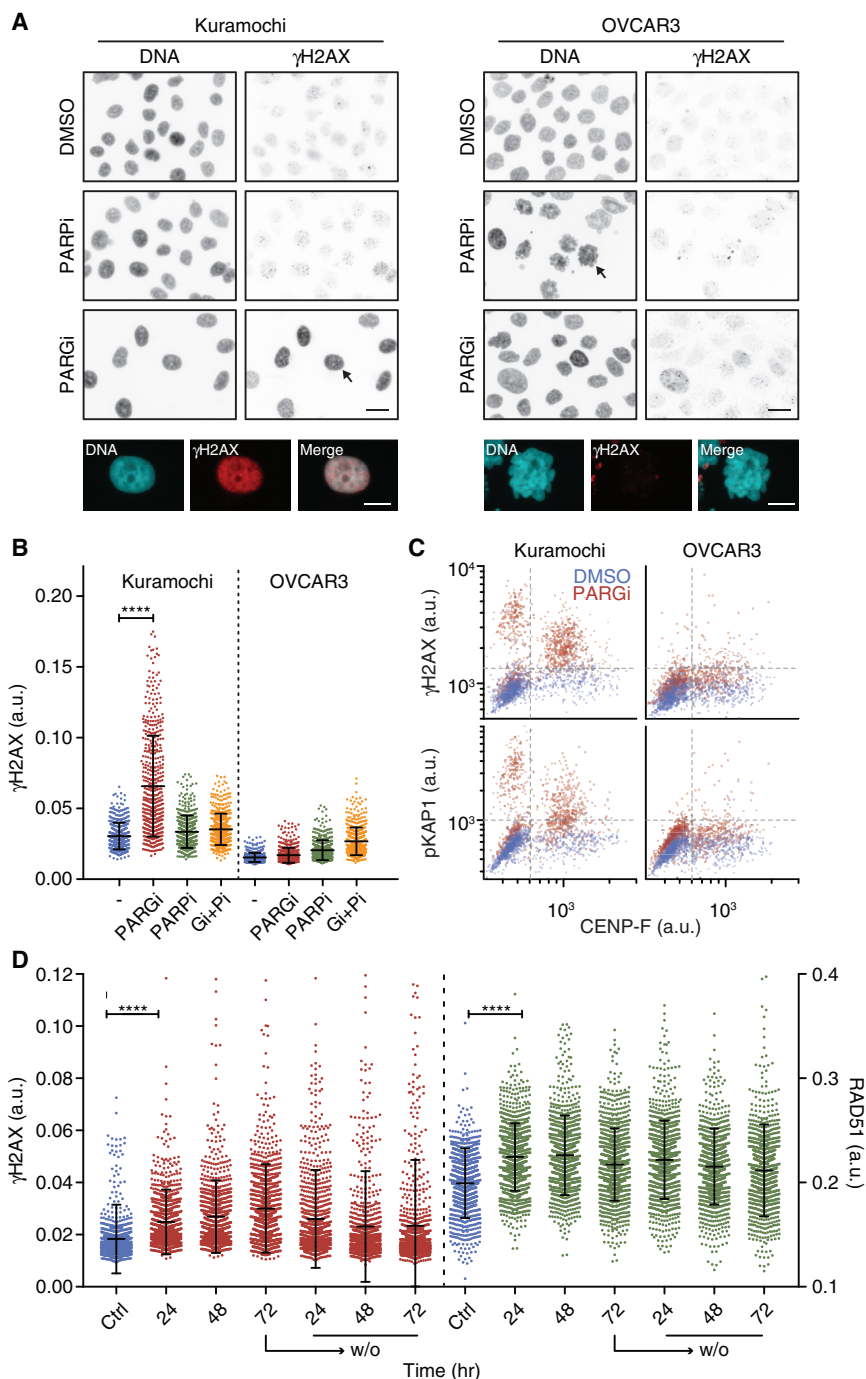 A
Kuramochi
DNA γH2AX
OVCAR3
DNA γH2AX
DMSO
PARPi
PARGi
DNA γH2AX Merge
DNA γH2AX Merge
B
Kuramochi OVCAR3
****
γH2AX (a.u.)
0.20
0.15
0.10
0.05
0.00
- PARGi PARPi Gi+Pi - PARGi PARPi Gi+Pi
C
Kuramochi OVCAR3
DMSO
PARGi
γH2AX (a.u.)
10⁴
10³
pKAP1 (a.u.)
10³
10³ 10³
CENP-F (a.u.)
D
γH2AX (a.u.)
0.12
0.10
0.08
0.06
0.04
0.02
0.00
**** ****
0.4
0.3
0.2
0.1
RAD51 (a.u.)
Ctrl 24 48 72 24 48 72 Ctrl 24 48 72 24 48 72
w/o w/o
Time (hr)